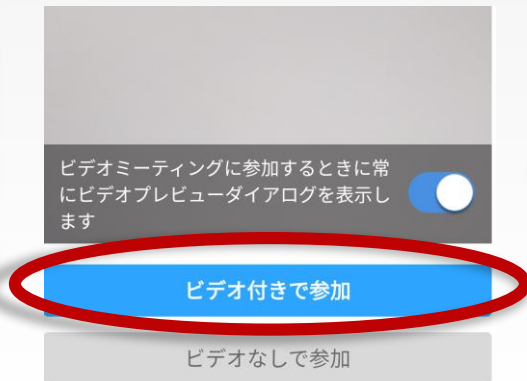 ビデオミーティングに参加するときに常
にビデオプレビューダイアログを表示し
ます
ビデオ付きで参加
ビデオなしで参加